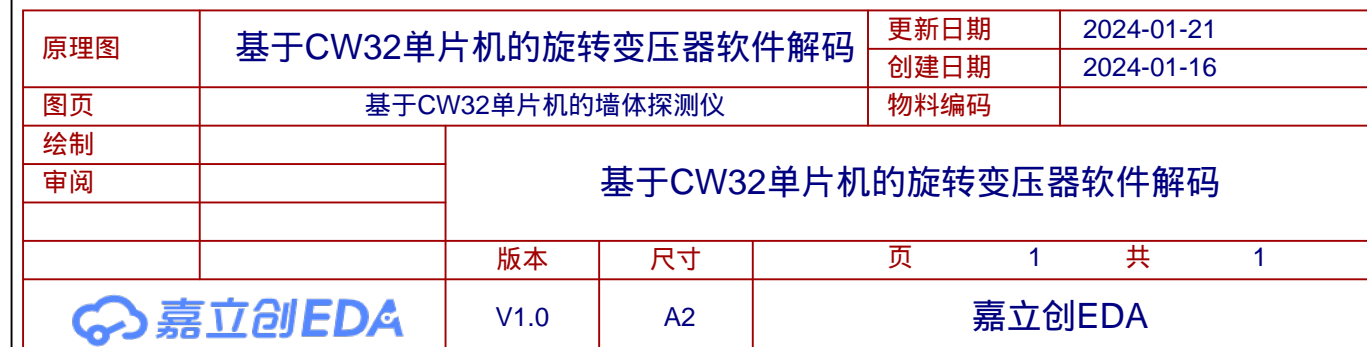 原理图 基于CW32单片机的旋转变压器软件解码 更新日期 2024-01-21
创建日期 2024-01-16
图页 基于CW32单片机的墙体探测仪 物料编码
绘制
审阅 基于CW32单片机的旋转变压器软件解码
版本 尺寸 页 1 共 1
嘉立创EDA V1.0 A2 嘉立创EDA